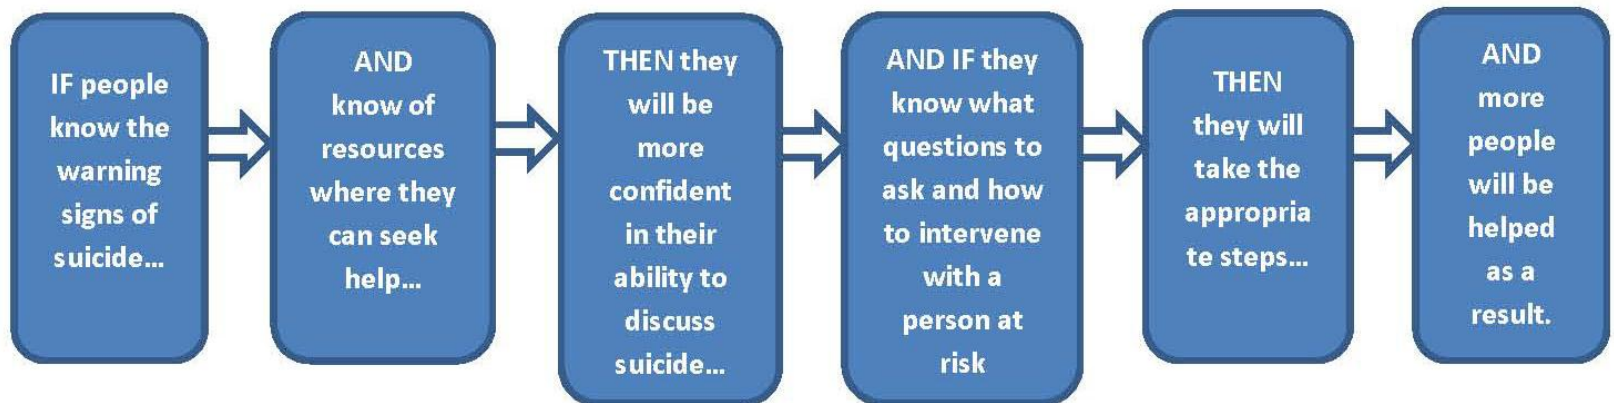 IF people
know the
warning
signs of
suicide...
AND
know of
resources
where they
can seek
help...
THEN they
will be
more
confident
in their
ability to
discuss
suicide...
AND IF they
know what
questions to
ask and how
to intervene
with a
person at
risk
THEN
they will
take the
appropria
te steps...
AND
more
people
will be
helped
as a
result.